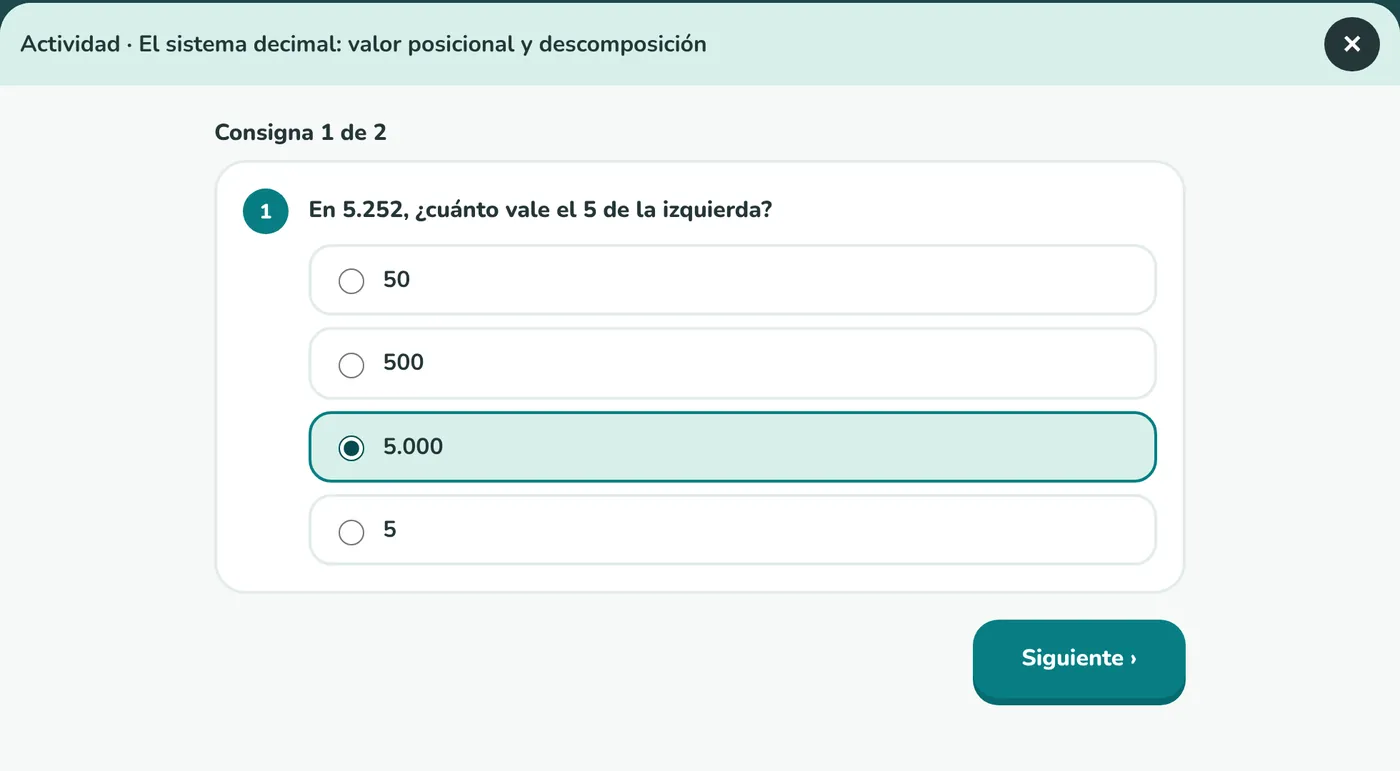 Actividad · El sistema decimal: valor posicional y descomposición
Consigna 1 de 2
1 En 5.252, ¿cuánto vale el 5 de la izquierda?
50
500
5.000
5
Siguiente ›